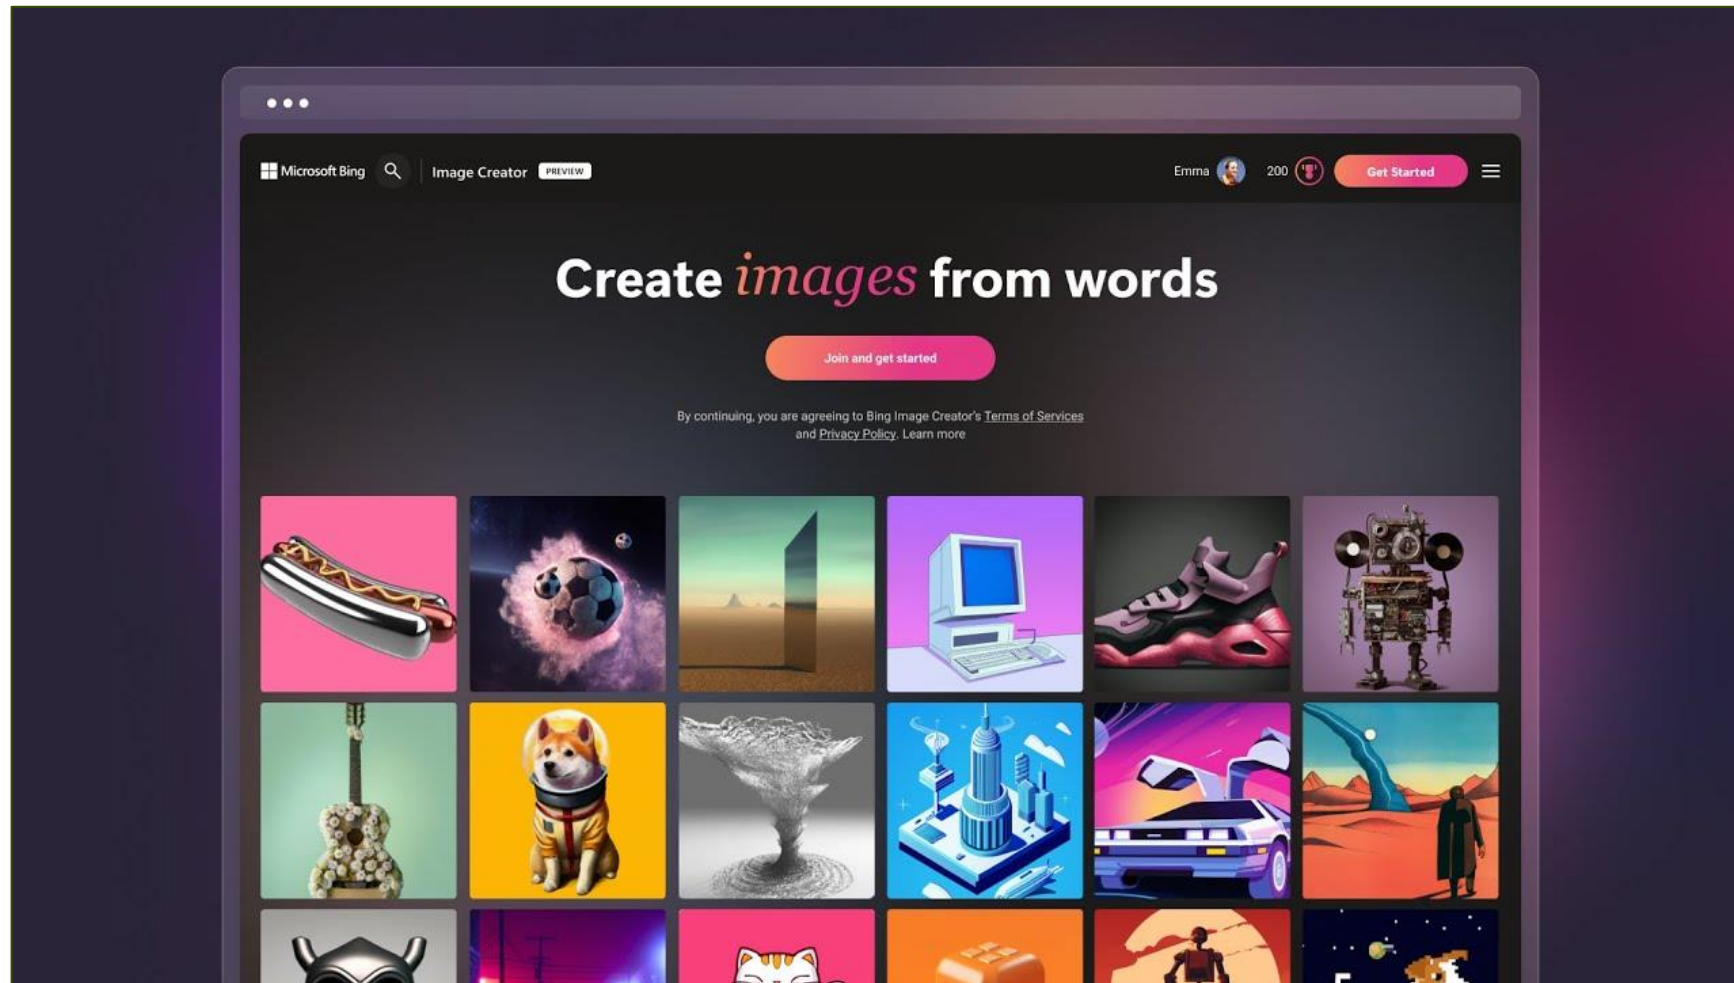 Microsoft Bing Image Creator PREVIEW Emma 200 Get Started
Create images from words
Join and get started
By continuing, you are agreeing to Bing Image Creator's Terms of Services
and Privacy Policy. Learn more